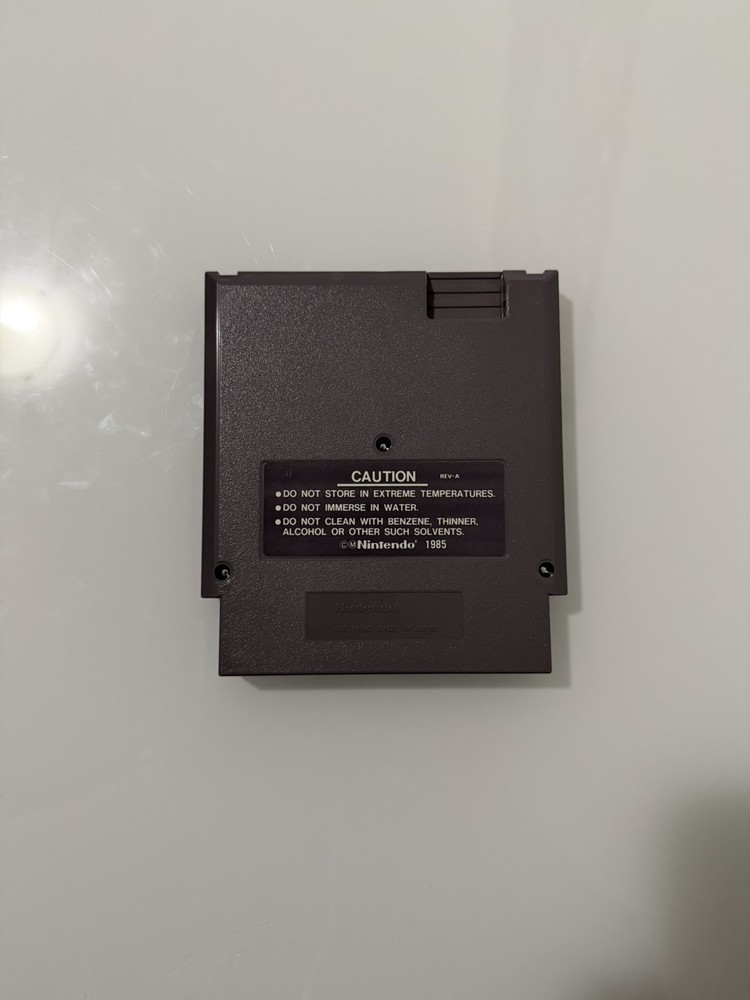 CAUTION REV-A
● DO NOT STORE IN EXTREME TEMPERATURES.
● DO NOT IMMERSE IN WATER.
● DO NOT CLEAN WITH BENZENE, THINNER,
ALCOHOL OR OTHER SUCH SOLVENTS.
©Ⓜ Nintendo® 1985
Nintendo